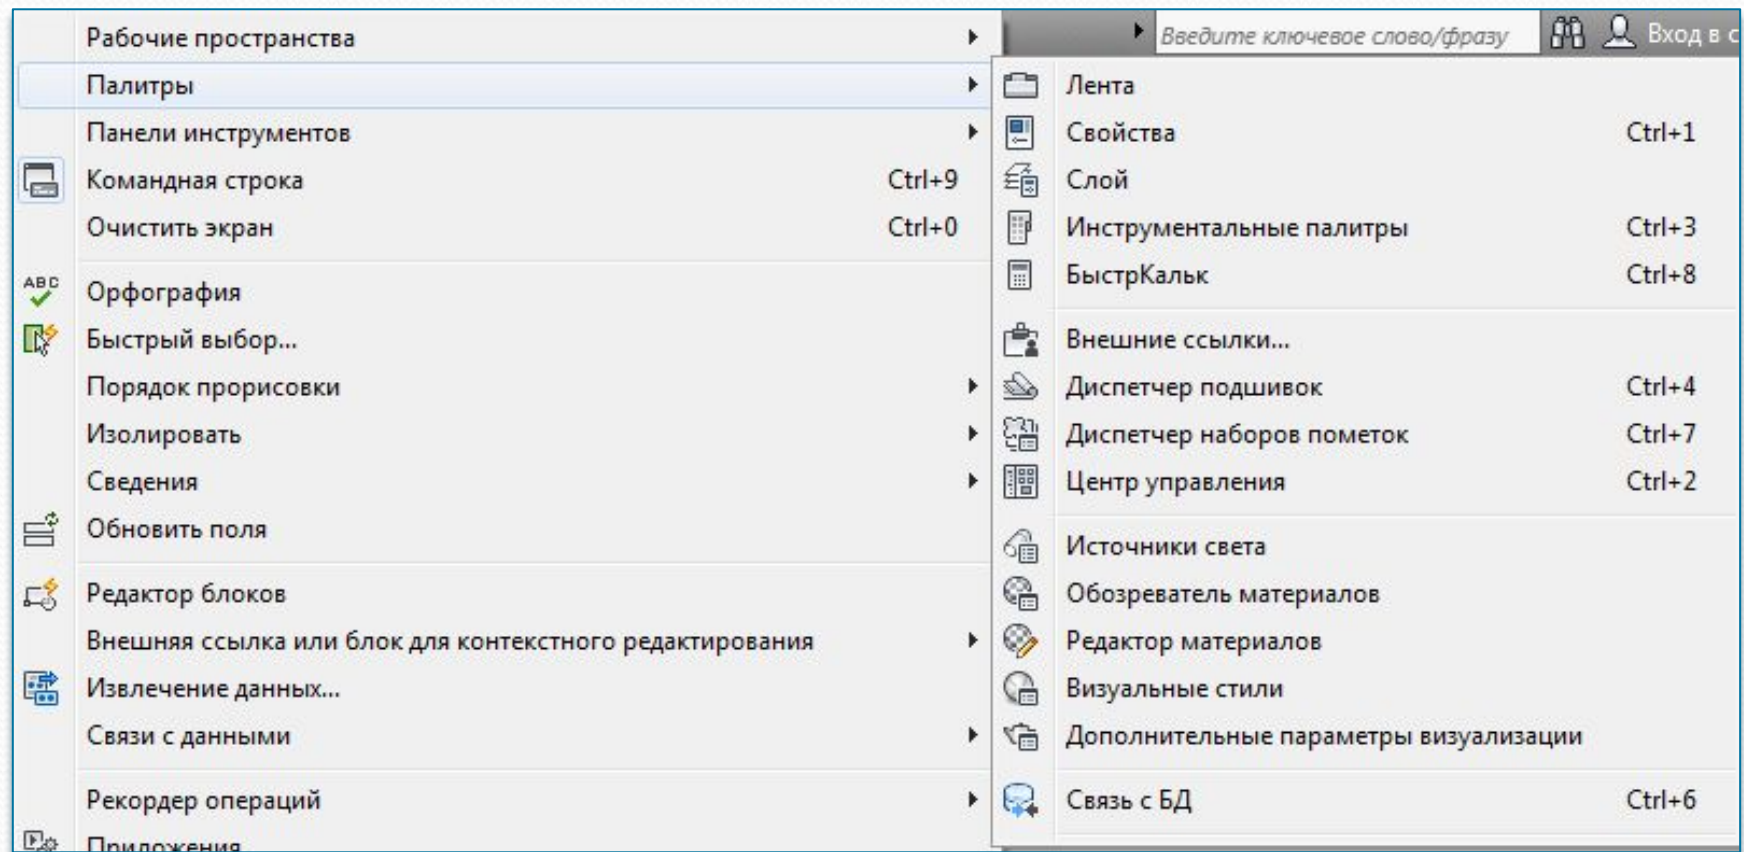 Рабочие пространства
Палитры
Панели инструментов
Командная строка Ctrl+9
Очистить экран Ctrl+0
ABC
Орфография
Быстрый выбор...
Порядок прорисовки
Изолировать
Сведения
Обновить поля
Редактор блоков
Внешняя ссылка или блок для контекстного редактирования
Извлечение данных...
Связи с данными
Рекордер операций
Приложения
Введите ключевое слово/фразу
Вход в с
Лента
Свойства Ctrl+1
Слой
Инструментальные палитры Ctrl+3
БыстрКальк Ctrl+8
Внешние ссылки...
Диспетчер подшивок Ctrl+4
Диспетчер наборов пометок Ctrl+7
Центр управления Ctrl+2
Источники света
Обозреватель материалов
Редактор материалов
Визуальные стили
Дополнительные параметры визуализации
Связь с БД Ctrl+6